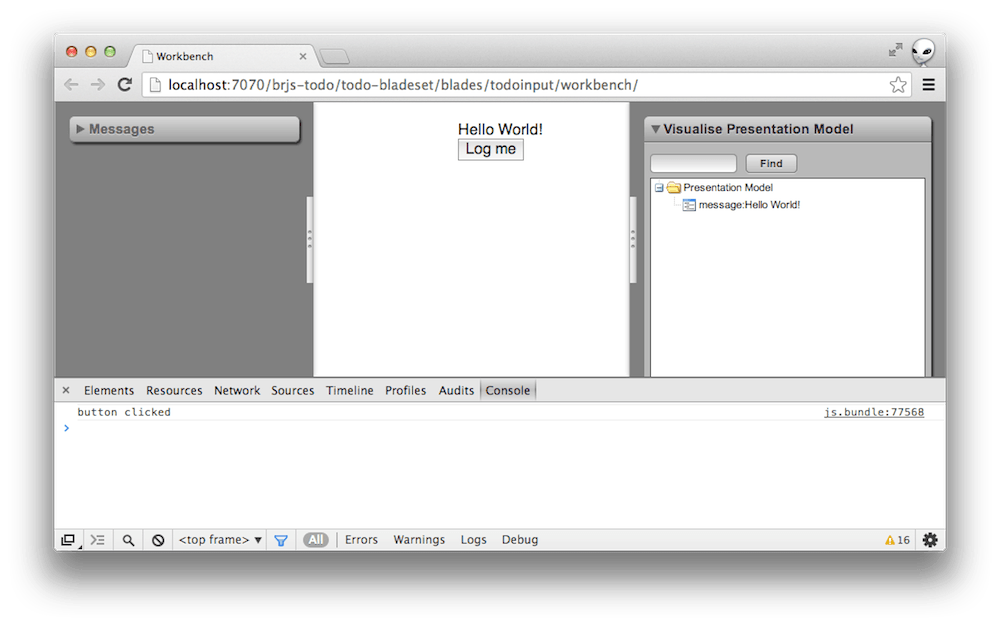 Workbench
localhost:7070/brjs-todo/todo-bladeset/blades/todoinput/workbench/
Messages
Hello World!
Log me
Visualise Presentation Model
Find
Presentation Model
message:Hello World!
Elements Resources Network Sources Timeline Profiles Audits Console
button clicked js.bundle:77568
<top frame> All Errors Warnings Logs Debug 16